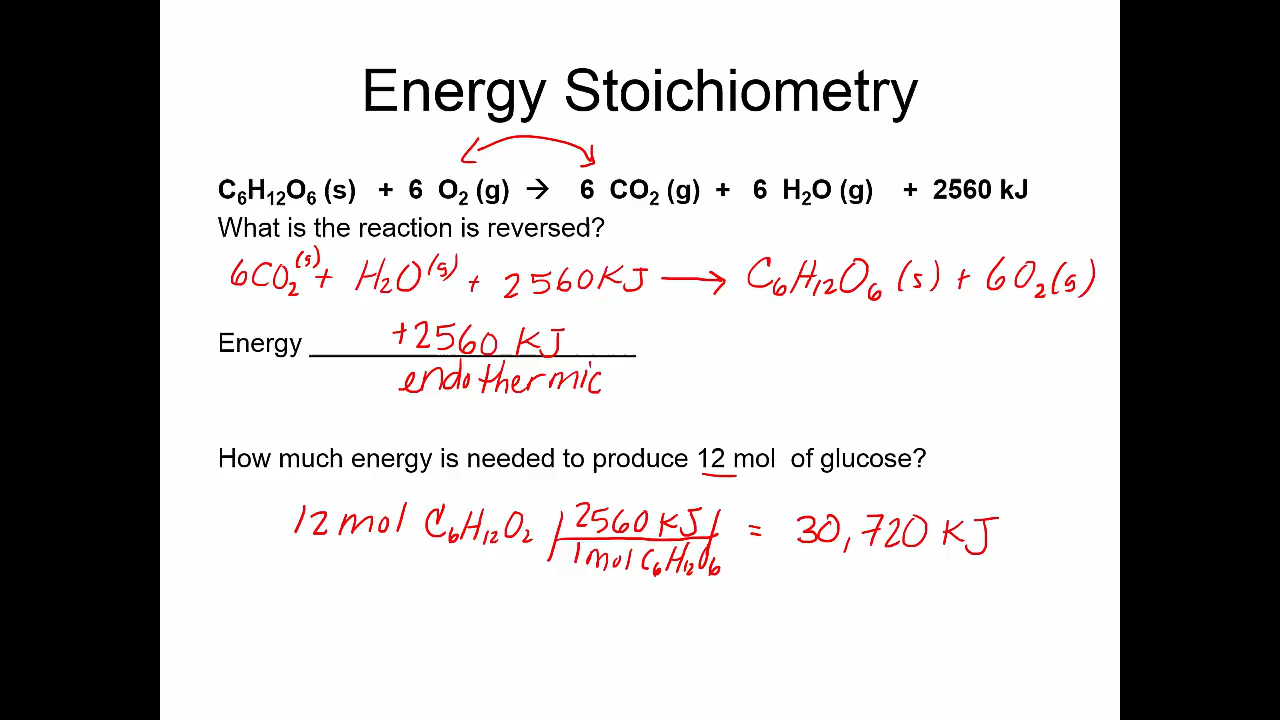 Energy Stoichiometry
C₆H₁₂O₆ (s) + 6 O₂ (g) → 6 CO₂ (g) + 6 H₂O (g) + 2560 kJ
What is the reaction is reversed?
6CO₂(g) + H₂O(g) + 2560KJ → C₆H₁₂O₆ (s) + 6O₂(g)
Energy +2560 KJ
endothermic
How much energy is needed to produce 12 mol of glucose?
12 mol C₆H₁₂O₂ | 2560 KJ / 1 mol C₆H₁₂O₆ = 30,720 KJ